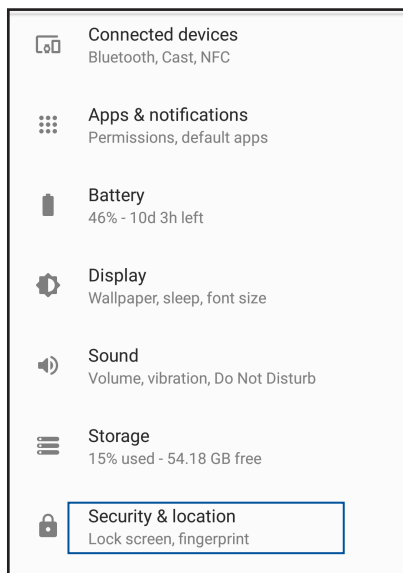 Connected devices
Bluetooth, Cast, NFC
Apps & notifications
Permissions, default apps
Battery
46% - 10d 3h left
Display
Wallpaper, sleep, font size
Sound
Volume, vibration, Do Not Disturb
Storage
15% used - 54.18 GB free
Security & location
Lock screen, fingerprint